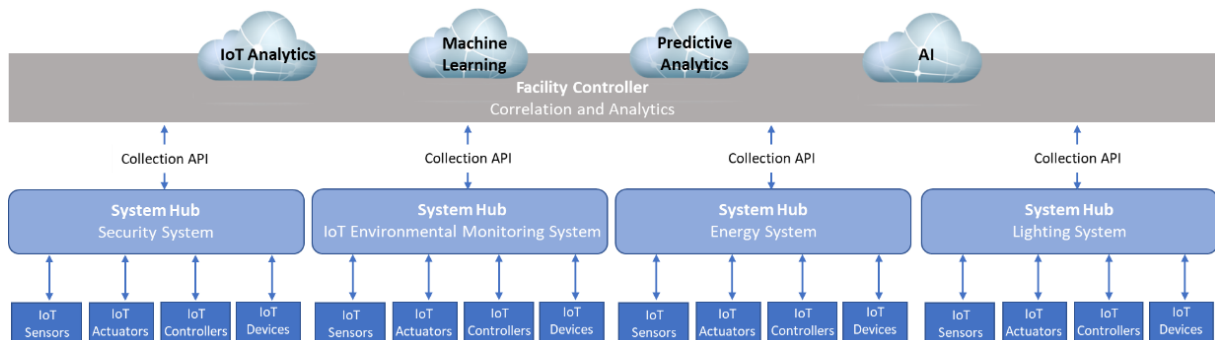 IoT Analytics
Machine
Learning
Predictive
Analytics
AI
Facility Controller
Correlation and Analytics
Collection API
Collection API
Collection API
Collection API
System Hub
Security System
System Hub
IoT Environmental Monitoring System
System Hub
Energy System
System Hub
Lighting System
IoT
Sensors
IoT
Actuators
IoT
Controllers
IoT
Devices
IoT
Sensors
IoT
Actuators
IoT
Controllers
IoT
Devices
IoT
Sensors
IoT
Actuators
IoT
Controllers
IoT
Devices
IoT
Sensors
IoT
Actuators
IoT
Controllers
IoT
Devices